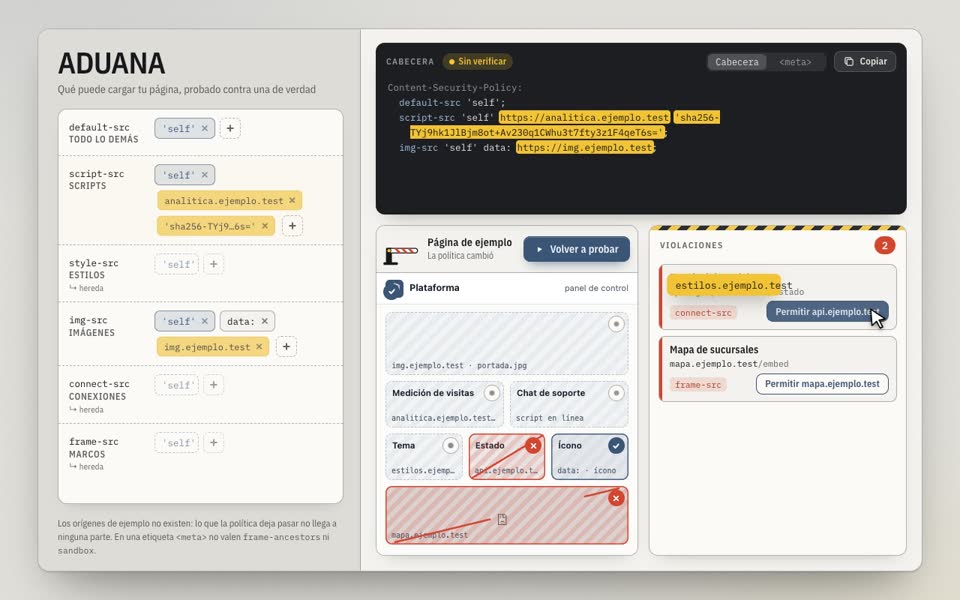 ADUANA
Qué puede cargar tu página, probado contra una de verdad
default-src
TODO LO DEMÁS
'self' ×
+
script-src
SCRIPTS
'self' ×
analitica.ejemplo.test ×
'sha256-TYj9…6s=' ×
+
style-src
ESTILOS
↳ hereda
'self'
+
img-src
IMÁGENES
'self' ×
data: ×
img.ejemplo.test ×
+
connect-src
CONEXIONES
↳ hereda
'self'
+
frame-src
MARCOS
↳ hereda
'self'
+
Los orígenes de ejemplo no existen: lo que la política deja pasar no llega a
ninguna parte. En una etiqueta <meta> no valen frame-ancestors ni
sandbox.
CABECERA
Sin verificar
Cabecera
<meta>
Copiar
Content-Security-Policy:
default-src 'self';
script-src 'self' https://analitica.ejemplo.test 'sha256-
TYj9hk1JlBjm8ot+Av230q1CWhu3t7fty3z1F4qeT6s=';
img-src 'self' data: https://img.ejemplo.test;
Página de ejemplo
La política cambió
Volver a probar
Plataforma
panel de control
img.ejemplo.test · portada.jpg
Medición de visitas
analitica.ejemplo.test…
Chat de soporte
script en línea
Tema
estilos.ejemp…
Estado
api.ejemplo.t…
Ícono
data: · ícono
mapa.ejemplo.test
VIOLACIONES
2
estilos.ejemplo.test
connect-src
Permitir api.ejemplo.test
Mapa de sucursales
mapa.ejemplo.test/embed
frame-src
Permitir mapa.ejemplo.test